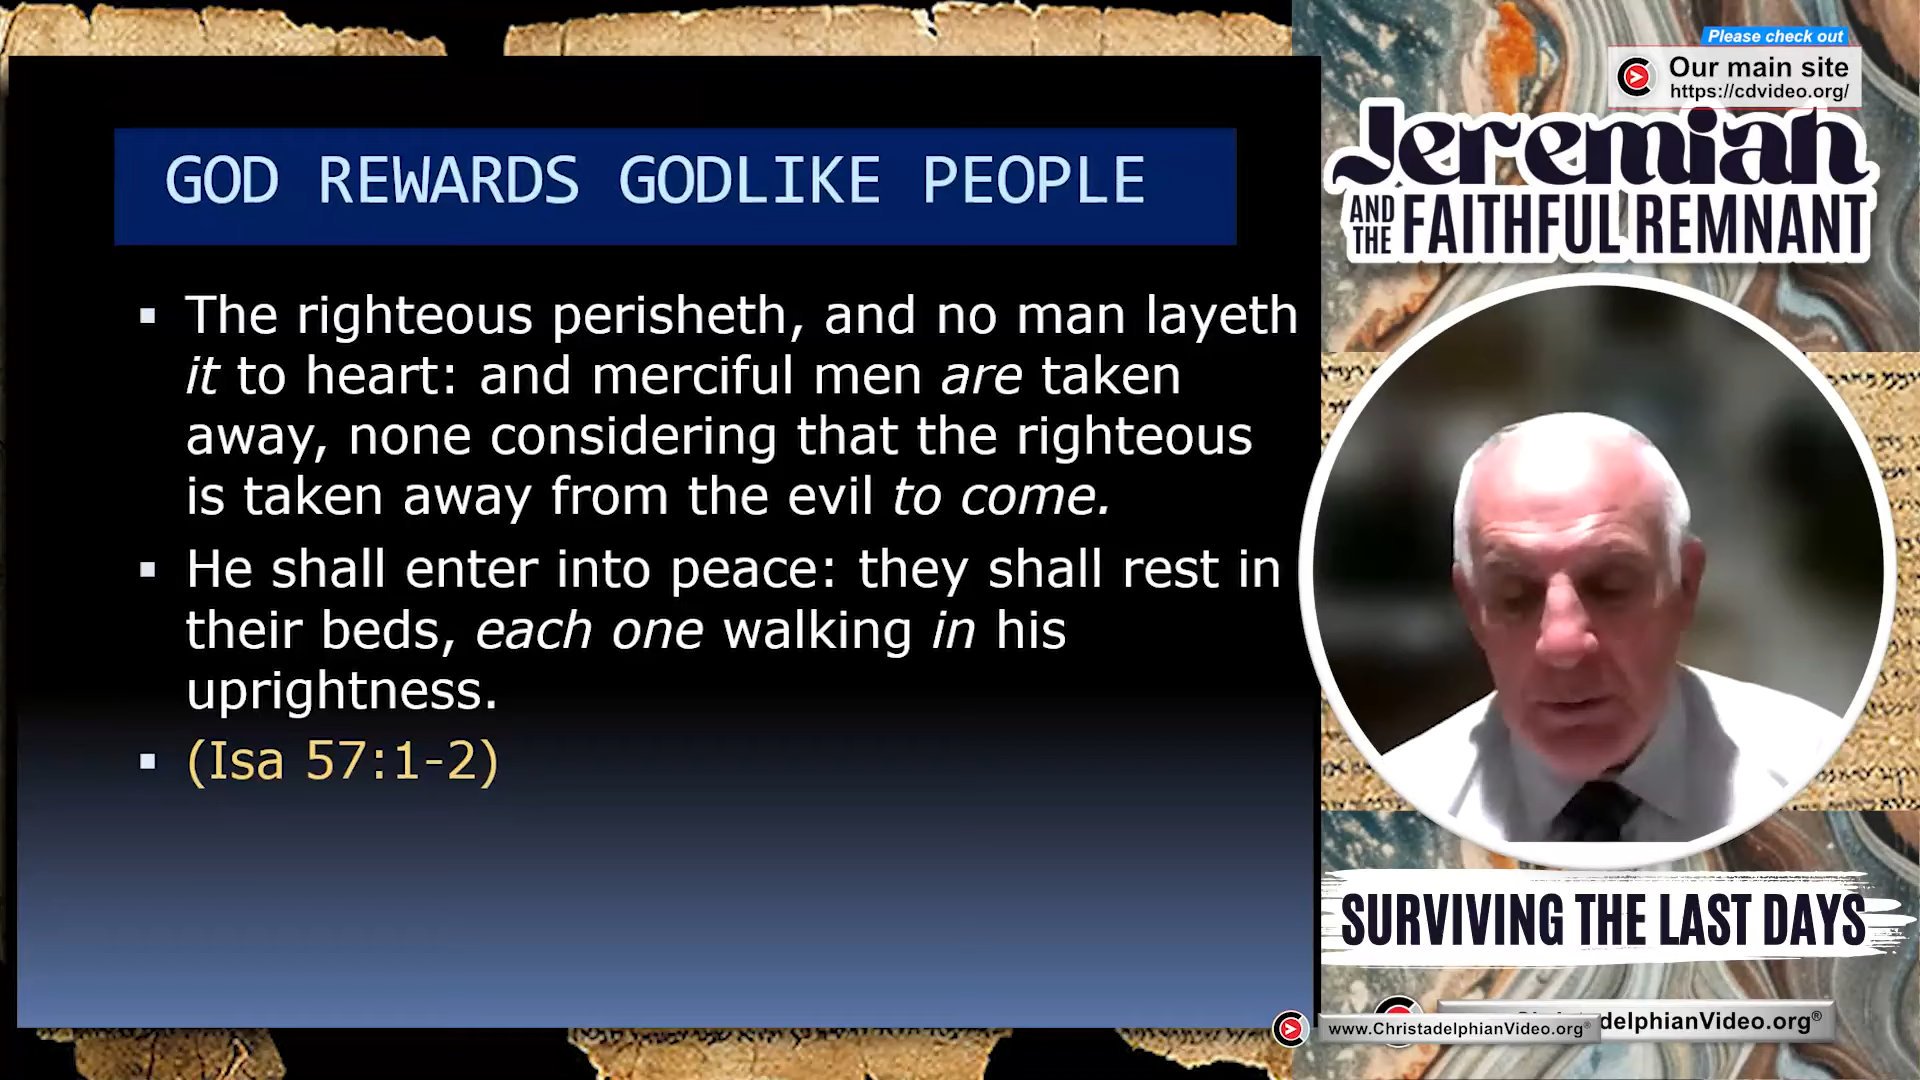 GOD REWARDS GODLIKE PEOPLE
▪ The righteous perisheth, and no man layeth
it to heart: and merciful men are taken
away, none considering that the righteous
is taken away from the evil to come.
▪ He shall enter into peace: they shall rest in
their beds, each one walking in his
uprightness.
▪ (Isa 57:1-2)
Please check out
Our main site
https://cdvideo.org/
Jeremiah
AND THE FAITHFUL REMNANT
SURVIVING THE LAST DAYS
www.ChristadelphianVideo.org®
delphianVideo.org®